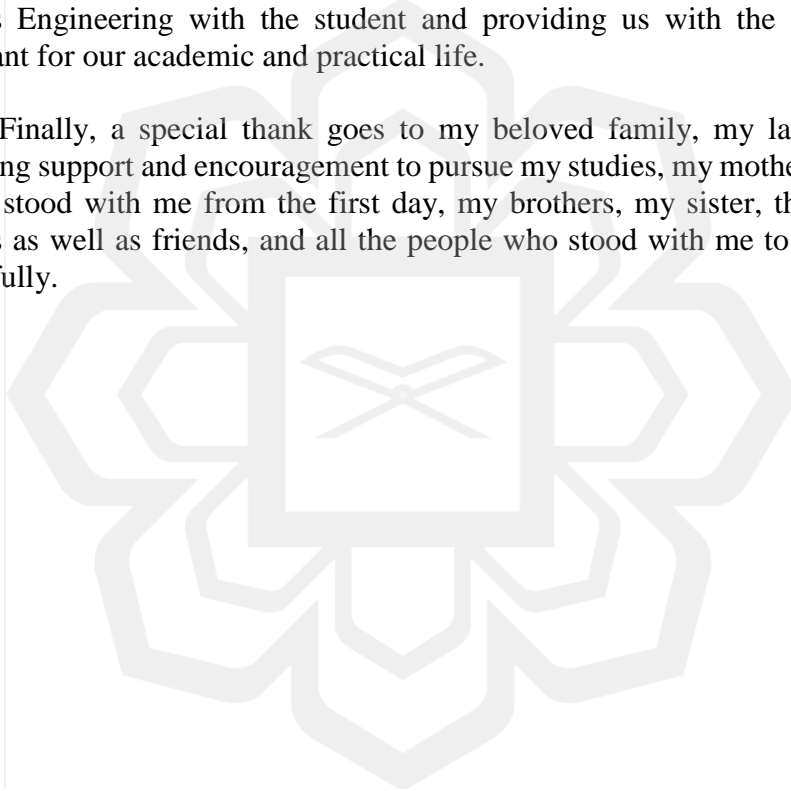 s Engineering with the student and providing us with the
ant for our academic and practical life.
Finally, a special thank goes to my beloved family, my la
ng support and encouragement to pursue my studies, my mothe
stood with me from the first day, my brothers, my sister, th
s as well as friends, and all the people who stood with me to
fully.